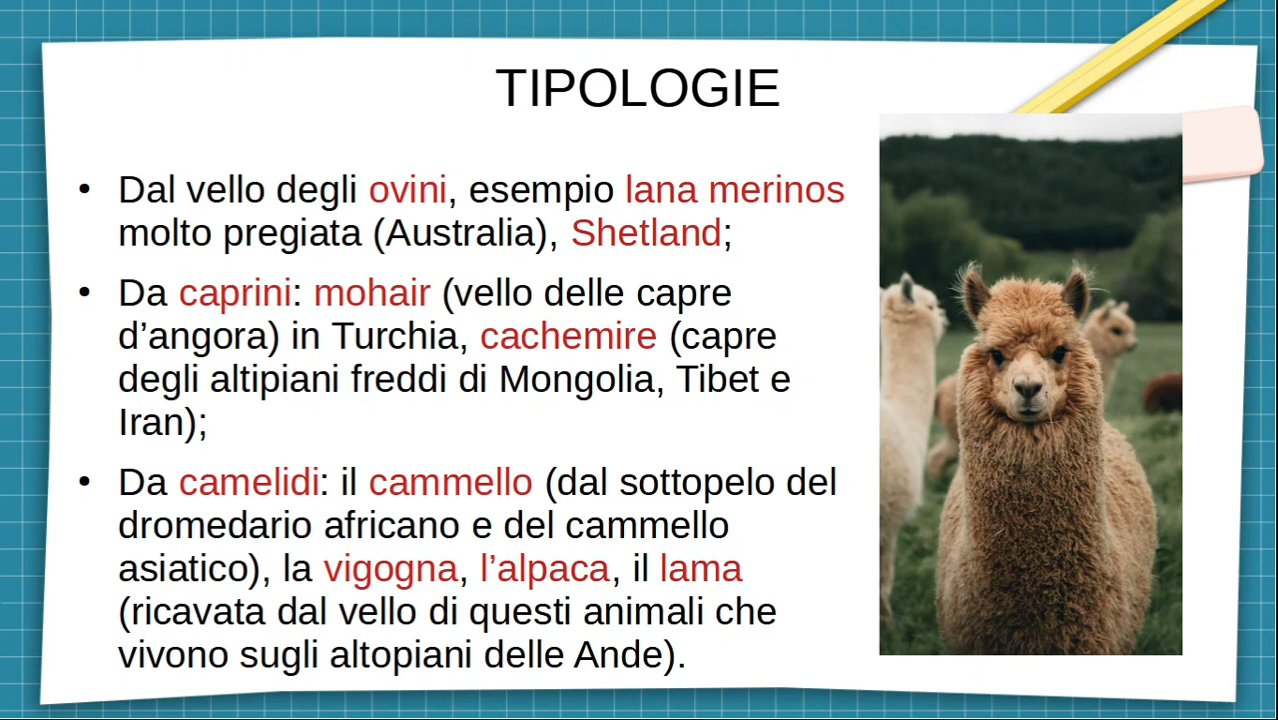 TIPOLOGIE
• Dal vello degli ovini, esempio lana merinos
molto pregiata (Australia), Shetland;
• Da caprini: mohair (vello delle capre
d’angora) in Turchia, cachemire (capre
degli altipiani freddi di Mongolia, Tibet e
Iran);
• Da camelidi: il cammello (dal sottopelo del
dromedario africano e del cammello
asiatico), la vigogna, l’alpaca, il lama
(ricavata dal vello di questi animali che
vivono sugli altopiani delle Ande).